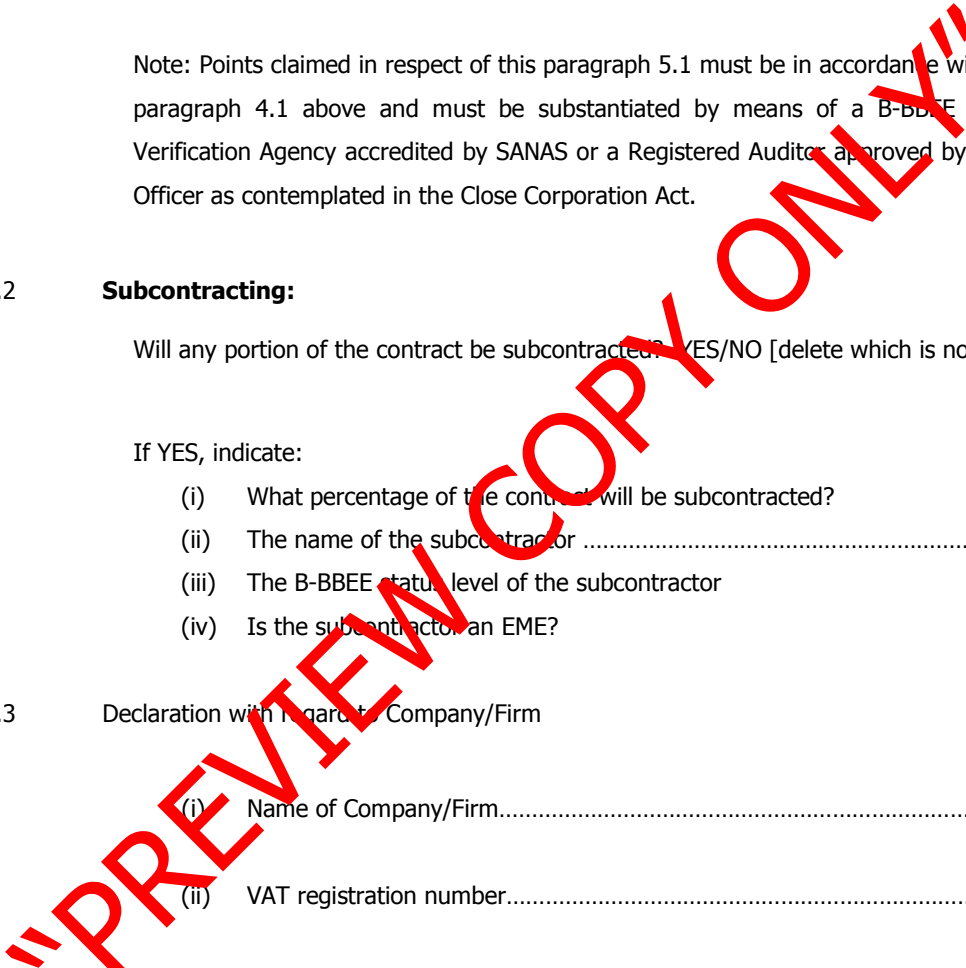 Note: Points claimed in respect of this paragraph 5.1 must be in accordance wi
paragraph 4.1 above and must be substantiated by means of a B-BBEE
Verification Agency accredited by SANAS or a Registered Auditor approved by
Officer as contemplated in the Close Corporation Act.
.2 Subcontracting:
Will any portion of the contract be subcontracted? YES/NO [delete which is no
If YES, indicate:
(i) What percentage of the contract will be subcontracted?
(ii) The name of the subcontractor ................................................
(iii) The B-BBEE status level of the subcontractor
(iv) Is the subcontractor an EME?
.3 Declaration with regard to Company/Firm
(i) Name of Company/Firm................................................
(ii) VAT registration number................................................
"PREVIEW COPY ONLY"